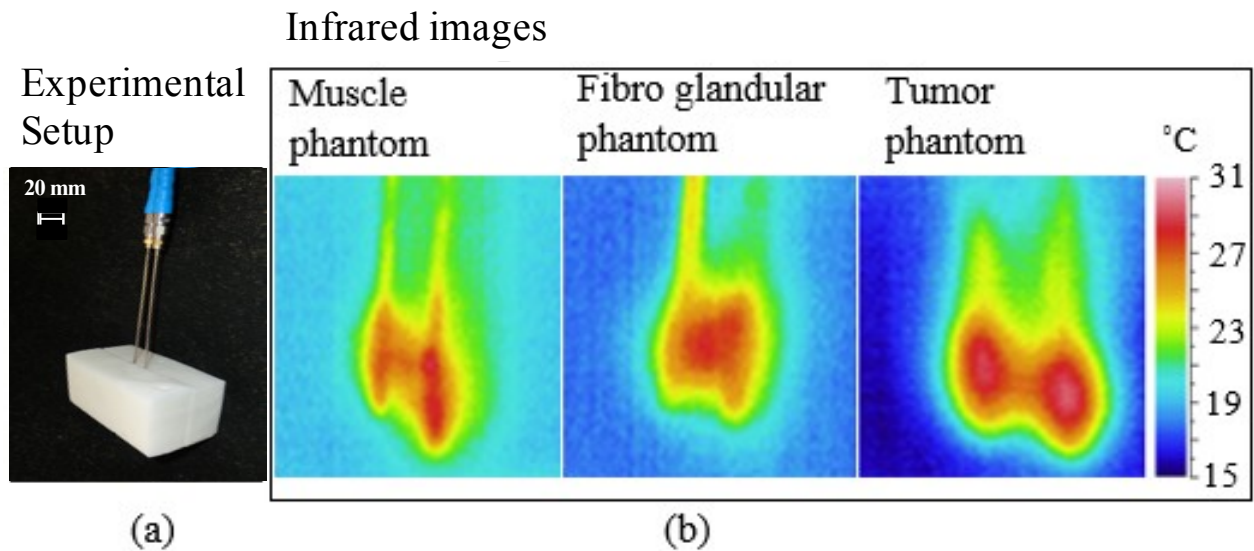 Infrared images
Experimental
Setup
20 mm
Muscle
phantom
Fibro glandular
phantom
Tumor
phantom
°C
31
27
23
19
15
(a)
(b)